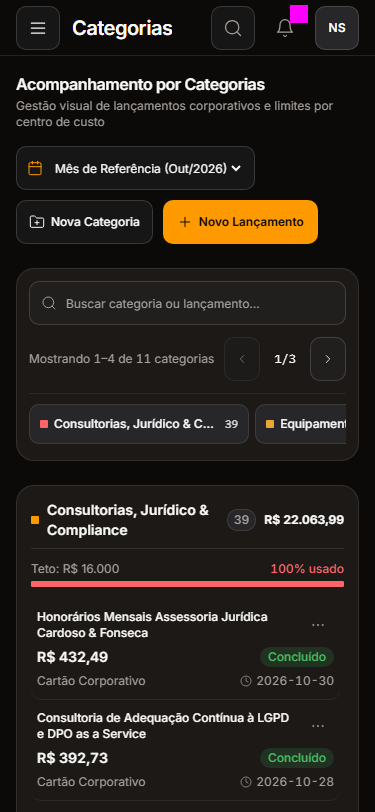 Categorias
NS
Acompanhamento por Categorias
Gestão visual de lançamentos corporativos e limites por
centro de custo
Mês de Referência (Out/2026)
Nova Categoria
Novo Lançamento
Buscar categoria ou lançamento...
Mostrando 1–4 de 11 categorias
1/3
Consultorias, Jurídico & C... 39
Equipament
Consultorias, Jurídico &
Compliance
39
R$ 22.063,99
Teto: R$ 16.000
100% usado
Honorários Mensais Assessoria Jurídica
Cardoso & Fonseca
...
R$ 432,49
Concluído
Cartão Corporativo
2026-10-30
Consultoria de Adequação Contínua à LGPD
e DPO as a Service
...
R$ 392,73
Concluído
Cartão Corporativo
2026-10-28